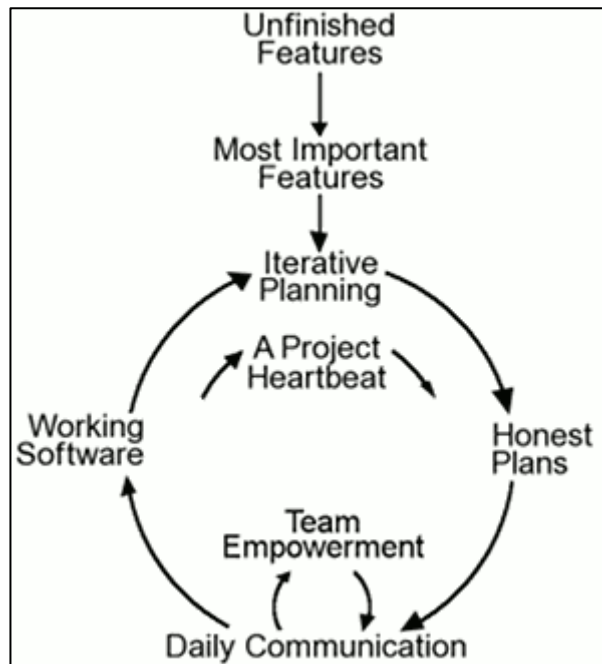 Unfinished
Features
Most Important
Features
Iterative
Planning
A Project
Heartbeat
Working
Software
Honest
Plans
Team
Empowerment
Daily Communication